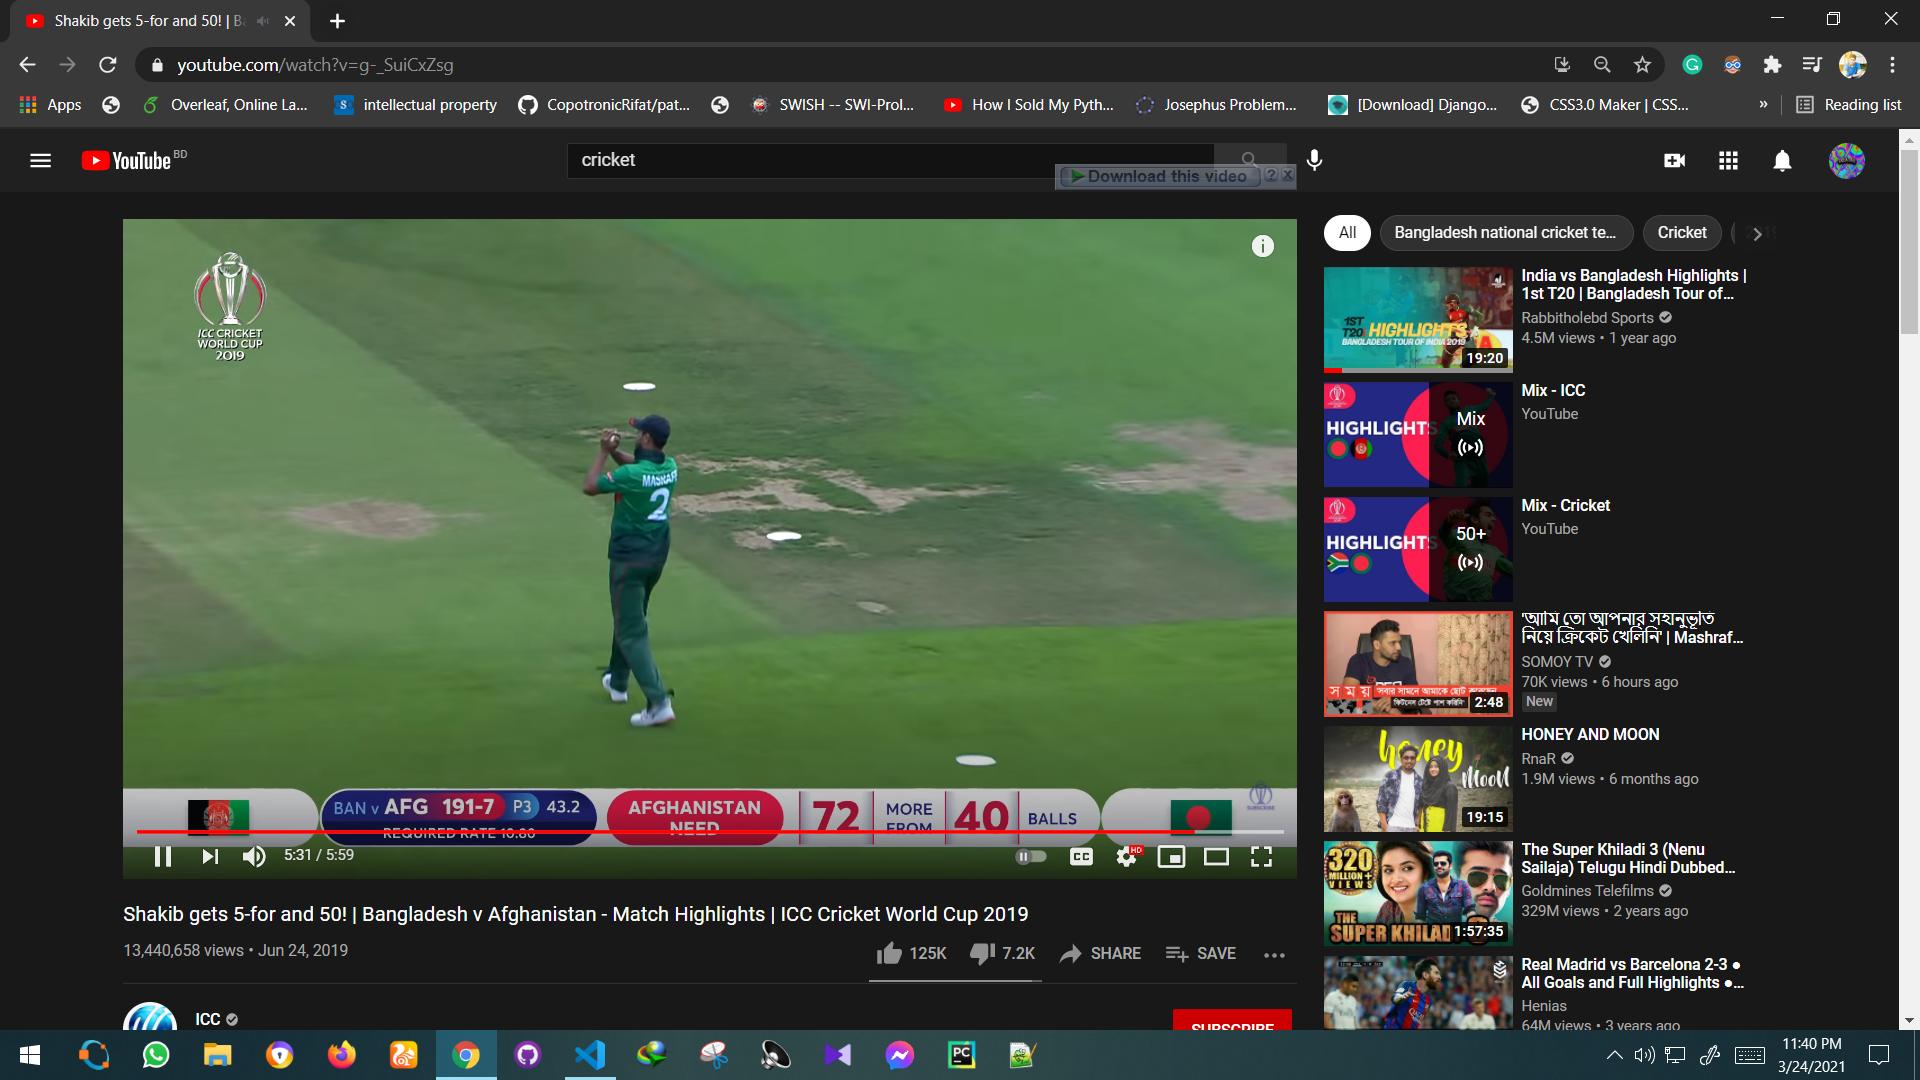 Shakib gets 5-for and 50! | Ba
youtube.com/watch?v=g-_SuiCxZsg
Apps
Overleaf, Online La...
intellectual property
CopotronicRifat/pat...
SWISH -- SWI-Prol...
How I Sold My Pyth...
Josephus Problem...
[Download] Django...
CSS3.0 Maker | CSS...
»
Reading list
YouTube BD
cricket
Download this video ? X
ICC CRICKET
WORLD CUP
2019
2
BAN v AFG 191-7 P3 43.2
REQUIRED RATE 10.80
AFGHANISTAN
NEED
72
MORE
FROM
40
BALLS
SUBSCRIBE
5:31 / 5:59
CC
HD
Shakib gets 5-for and 50! | Bangladesh v Afghanistan - Match Highlights | ICC Cricket World Cup 2019
13,440,658 views • Jun 24, 2019
125K
7.2K
SHARE
SAVE
ICC
SUBSCRIBE
All
Bangladesh national cricket te...
Cricket
1ST
T20 HIGHLIGHTS
BANGLADESH TOUR OF INDIA 2019
19:20
India vs Bangladesh Highlights |
1st T20 | Bangladesh Tour of...
Rabbitholebd Sports
4.5M views • 1 year ago
HIGHLIGHTS
Mix
Mix - ICC
YouTube
HIGHLIGHTS
50+
Mix - Cricket
YouTube
সময়
2:48
'আমি তো আপনার সহানুভূতি
নিয়ে ক্রিকেট খেলিনি' | Mashraf...
SOMOY TV
70K views • 6 hours ago
New
honey
Moon
19:15
HONEY AND MOON
RnaR
1.9M views • 6 months ago
320
MILLION+
VIEWS
THE
SUPER KHILADI
1:57:35
The Super Khiladi 3 (Nenu
Sailaja) Telugu Hindi Dubbed...
Goldmines Telefilms
329M views • 2 years ago
Real Madrid vs Barcelona 2-3 ●
All Goals and Full Highlights ●...
Henias
64M views • 3 years ago
PC
11:40 PM
3/24/2021